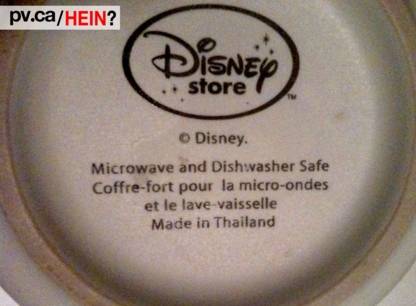 pv.ca/HEIN?
Disney
store
™
© Disney.
Microwave and Dishwasher Safe
Coffre-fort pour la micro-ondes
et le lave-vaisselle
Made in Thailand